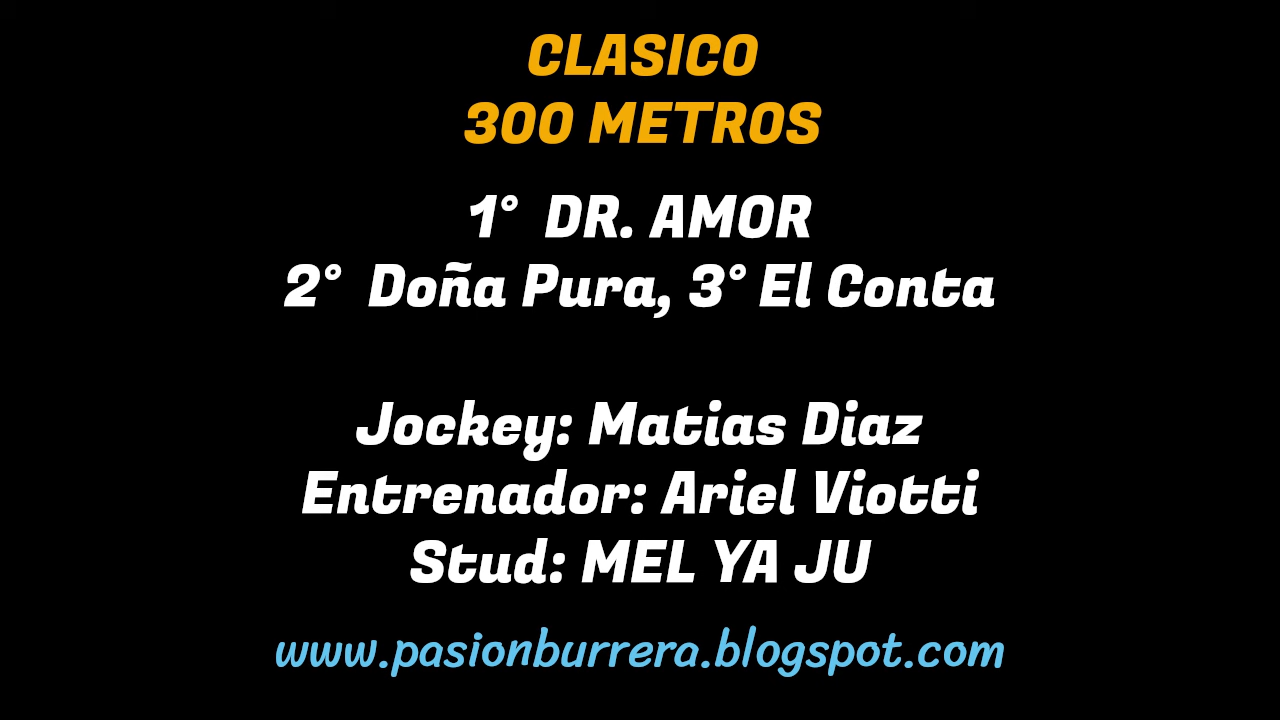 CLASICO
300 METROS
1° DR. AMOR
2° Doña Pura, 3° El Conta
Jockey: Matias Diaz
Entrenador: Ariel Viotti
Stud: MEL YA JU
www.pasionburrera.blogspot.com